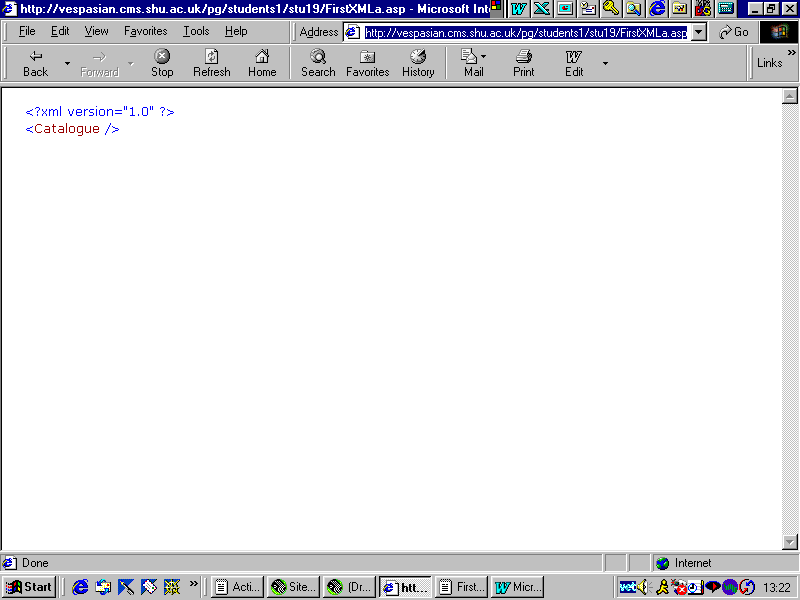 http://vespasian.cms.shu.ac.uk/pg/students1/stu19/FirstXMLa.asp - Microsoft Int
File Edit View Favorites Tools Help Address http://vespasian.cms.shu.ac.uk/pg/students1/stu19/FirstXMLa.asp Go
Back Forward Stop Refresh Home Search Favorites History Mail Print Edit Links
<?xml version="1.0" ?>
<Catalogue />
Done Internet
Start Acti... Site... (Dr... htt... First... Micr... 13:22